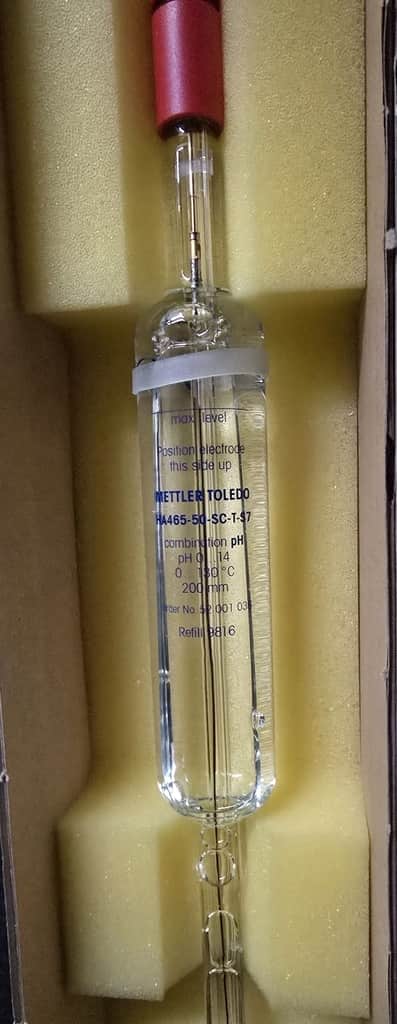 max. level
Position electrode
this side up
METTLER TOLEDO
HA465-50-SC-T-S7
combination pH
pH 0...14
0...130 °C
200 mm
Order No 52 001 03
Refill 9816